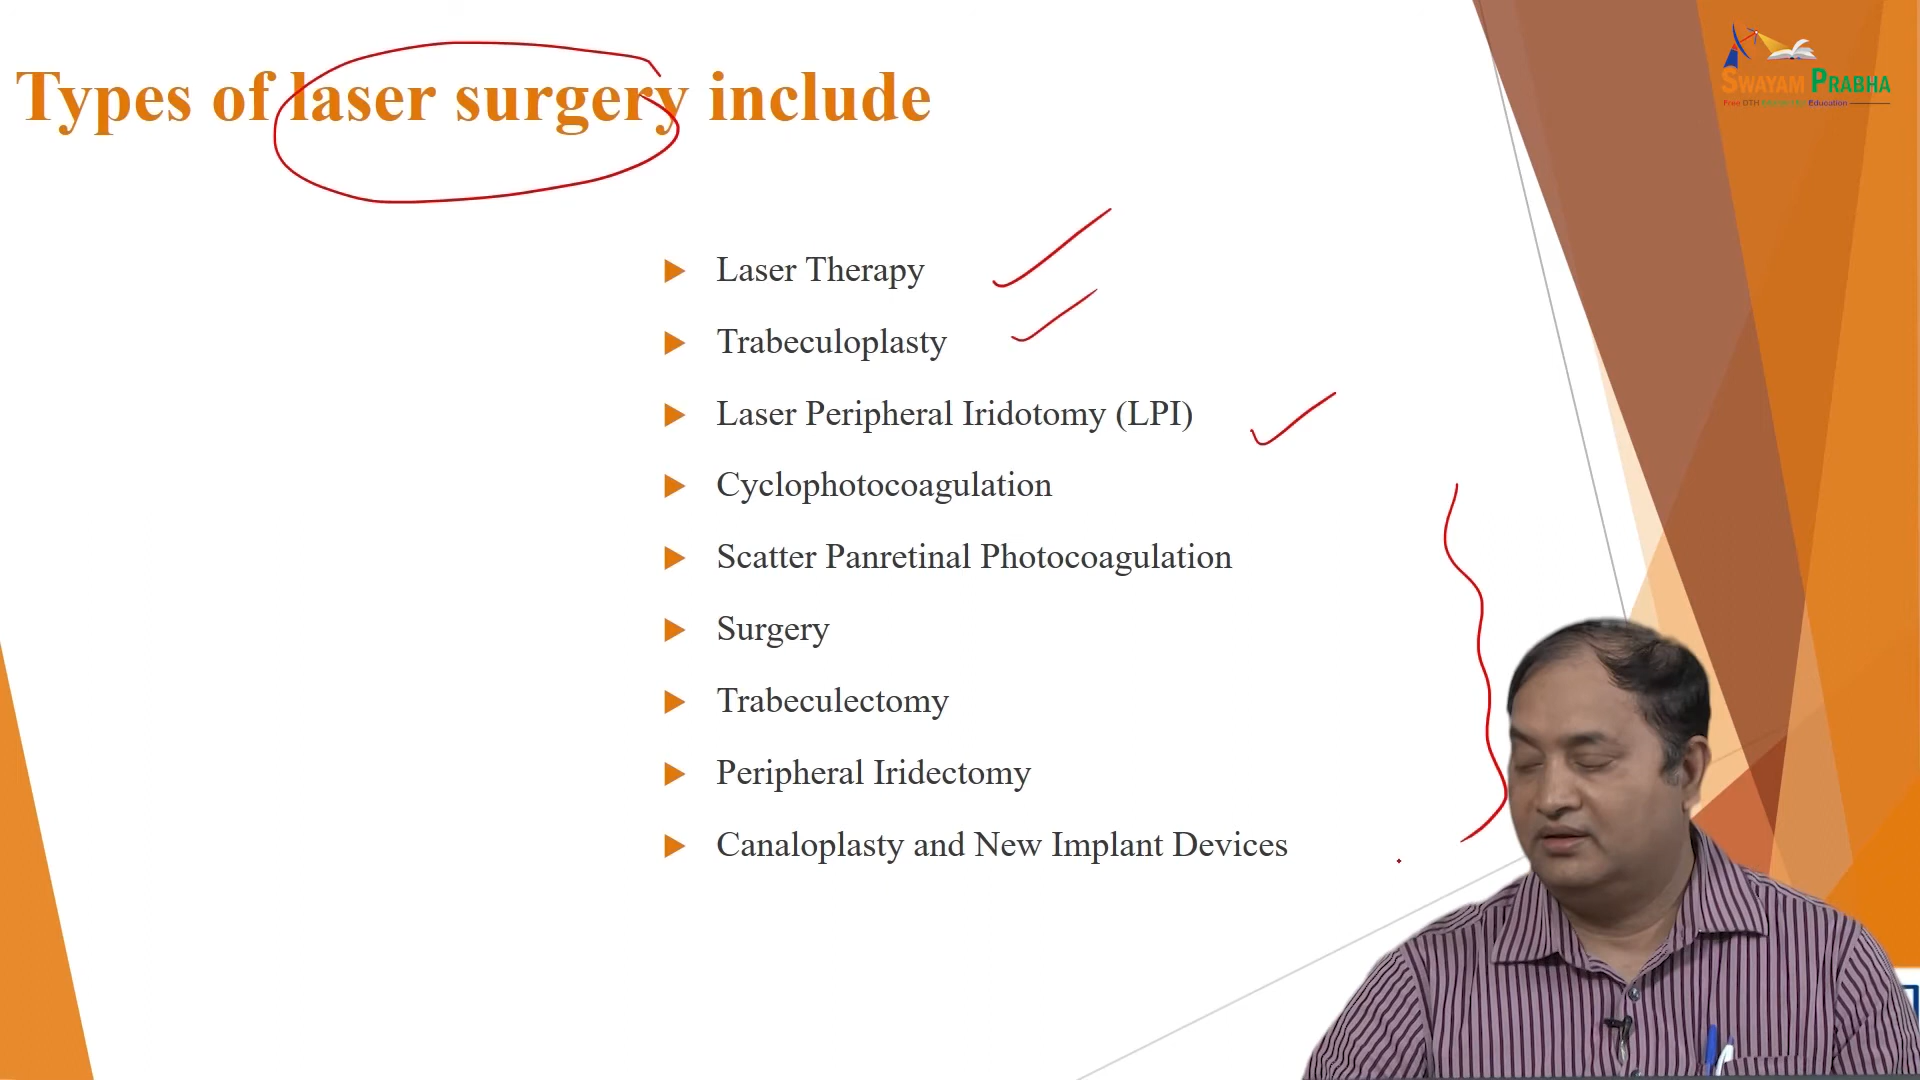 Types of laser surgery include
SWAYAM PRABHA
Laser Therapy
Trabeculoplasty
Laser Peripheral Iridotomy (LPI)
Cyclophotocoagulation
Scatter Panretinal Photocoagulation
Surgery
Trabeculectomy
Peripheral Iridectomy
Canaloplasty and New Implant Devices